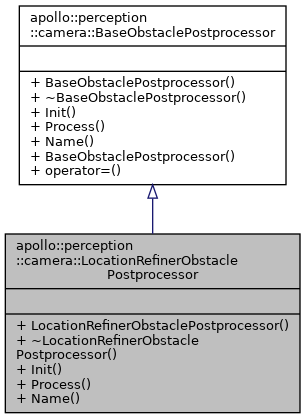 apollo::perception
::camera::BaseObstaclePostprocessor
+ BaseObstaclePostprocessor()
+ ~BaseObstaclePostprocessor()
+ Init()
+ Process()
+ Name()
+ BaseObstaclePostprocessor()
+ operator=()
apollo::perception
::camera::LocationRefinerObstacle
Postprocessor
+ LocationRefinerObstaclePostprocessor()
+ ~LocationRefinerObstacle
Postprocessor()
+ Init()
+ Process()
+ Name()